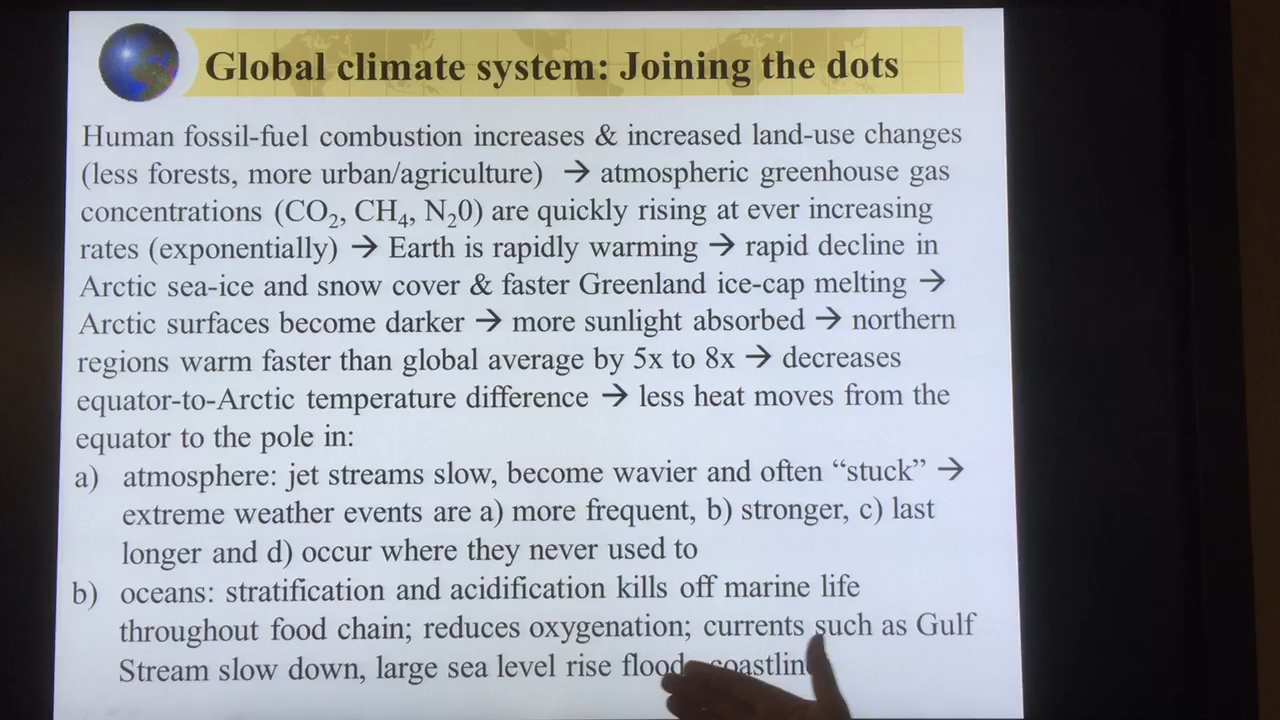 Global climate system: Joining the dots
Human fossil-fuel combustion increases & increased land-use changes
(less forests, more urban/agriculture) → atmospheric greenhouse gas
concentrations (CO₂, CH₄, N₂0) are quickly rising at ever increasing
rates (exponentially) → Earth is rapidly warming → rapid decline in
Arctic sea-ice and snow cover & faster Greenland ice-cap melting →
Arctic surfaces become darker → more sunlight absorbed → northern
regions warm faster than global average by 5x to 8x → decreases
equator-to-Arctic temperature difference → less heat moves from the
equator to the pole in:
a) atmosphere: jet streams slow, become wavier and often “stuck” →
extreme weather events are a) more frequent, b) stronger, c) last
longer and d) occur where they never used to
b) oceans: stratification and acidification kills off marine life
throughout food chain; reduces oxygenation; currents such as Gulf
Stream slow down, large sea level rise